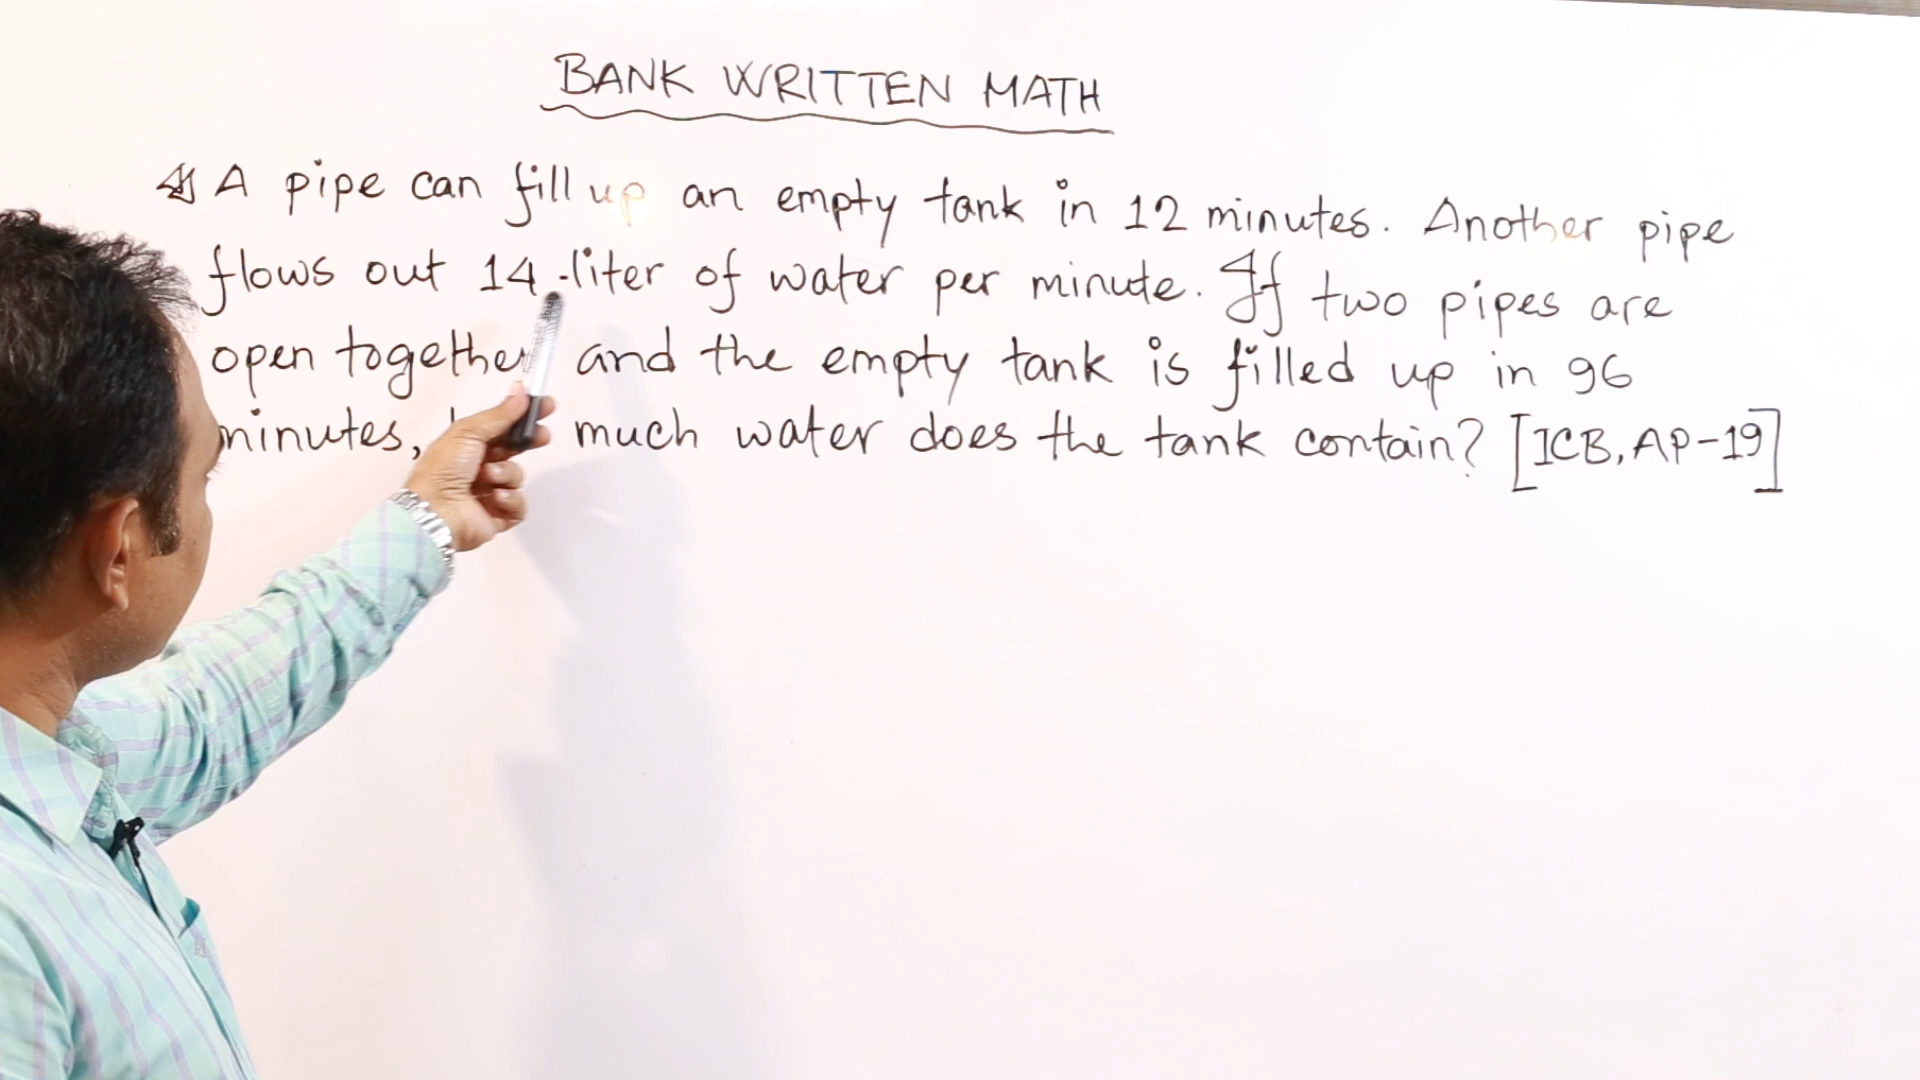 BANK WRITTEN MATH
A pipe can fill up an empty tank in 12 minutes. Another pipe
flows out 14-liter of water per minute. If two pipes are
open together and the empty tank is filled up in 96
minutes, much water does the tank contain? [ICB, AP-19]